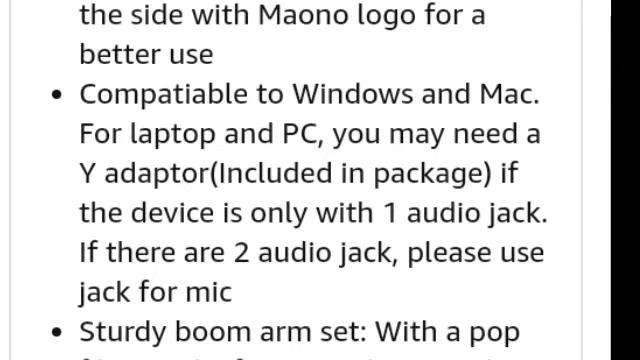 the side with Maono logo for a
better use
• Compatiable to Windows and Mac.
For laptop and PC, you may need a
Y adaptor(Included in package) if
the device is only with 1 audio jack.
If there are 2 audio jack, please use
jack for mic
• Sturdy boom arm set: With a pop